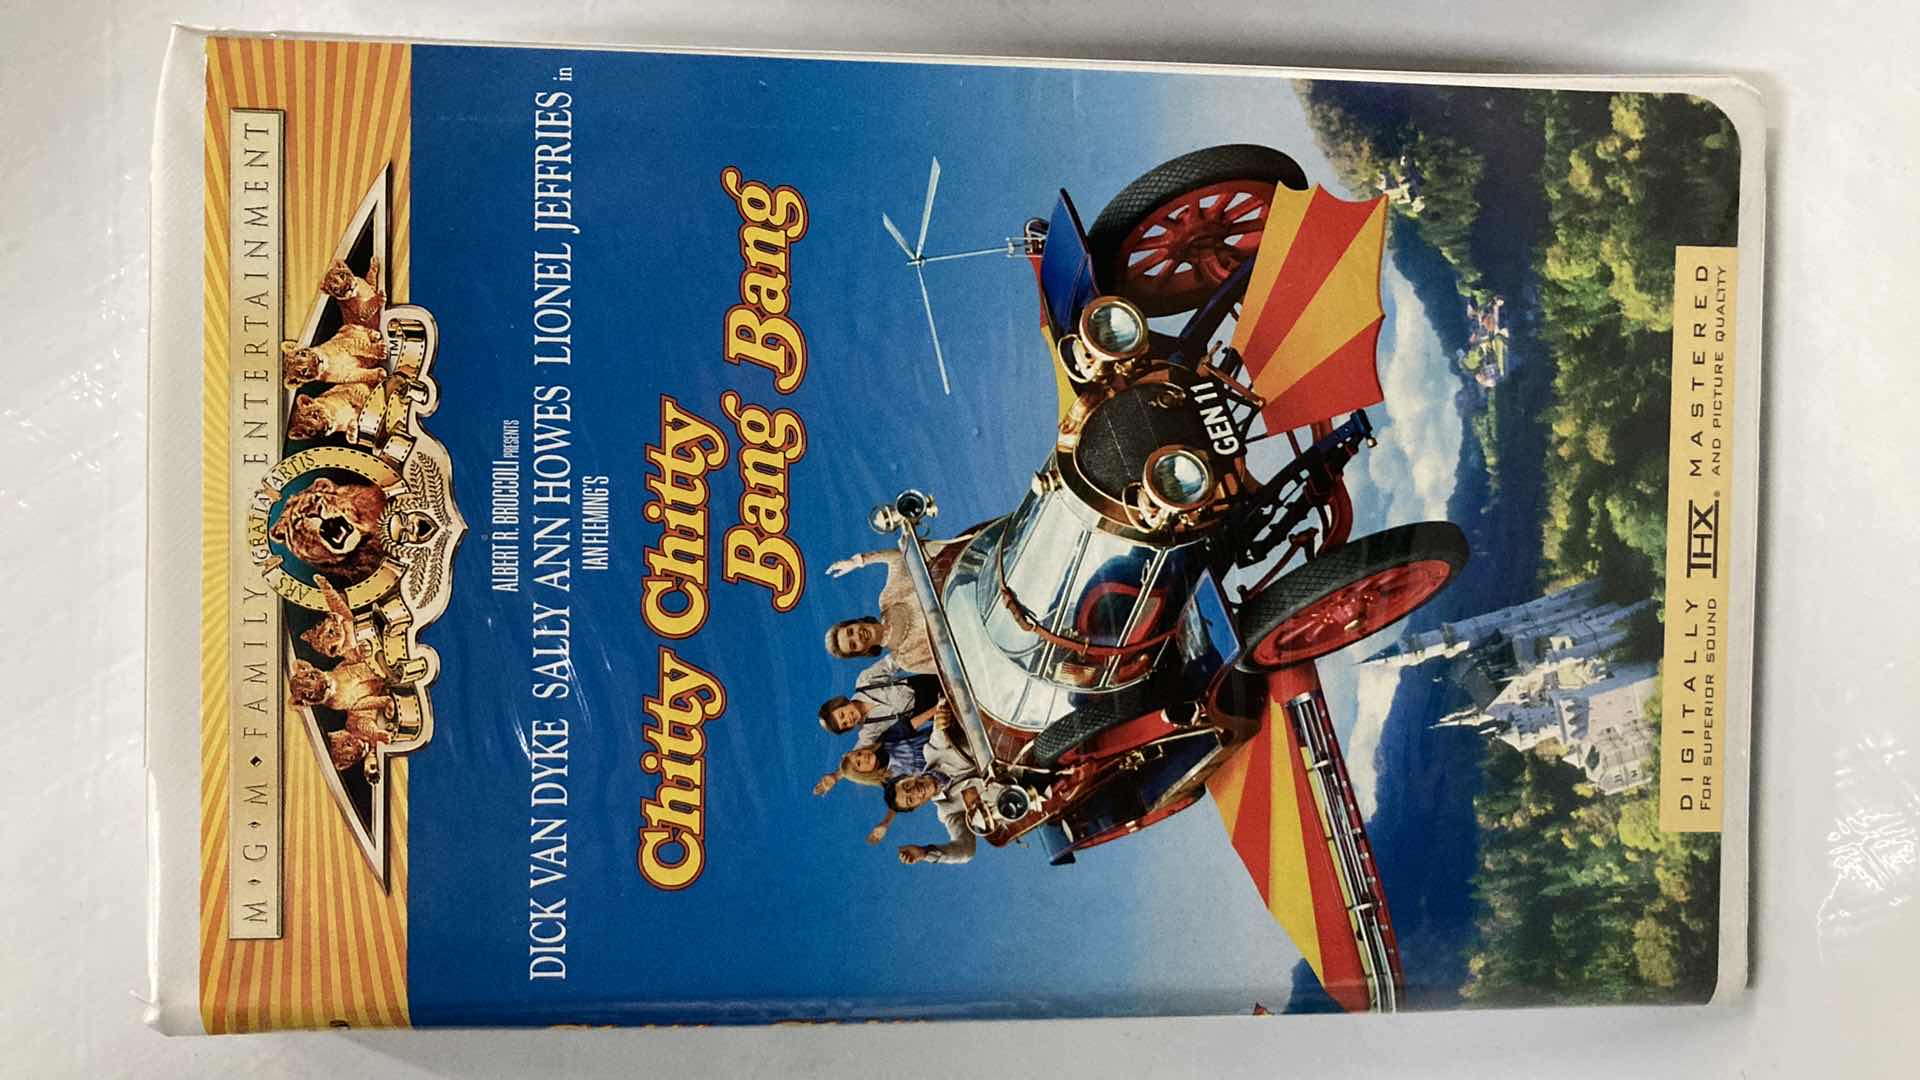 M·G·M ♦ FAMILY ENTERTAINMENT
ARS GRATIA ARTIS
TM
ALBERT R. BROCCOLI PRESENTS
DICK VAN DYKE SALLY ANN HOWES LIONEL JEFFRIES in
IAN FLEMING'S
Chitty Chitty
Bang Bang
GEN 11
DIGITALLY THX® MASTERED
FOR SUPERIOR SOUND AND PICTURE QUALITY